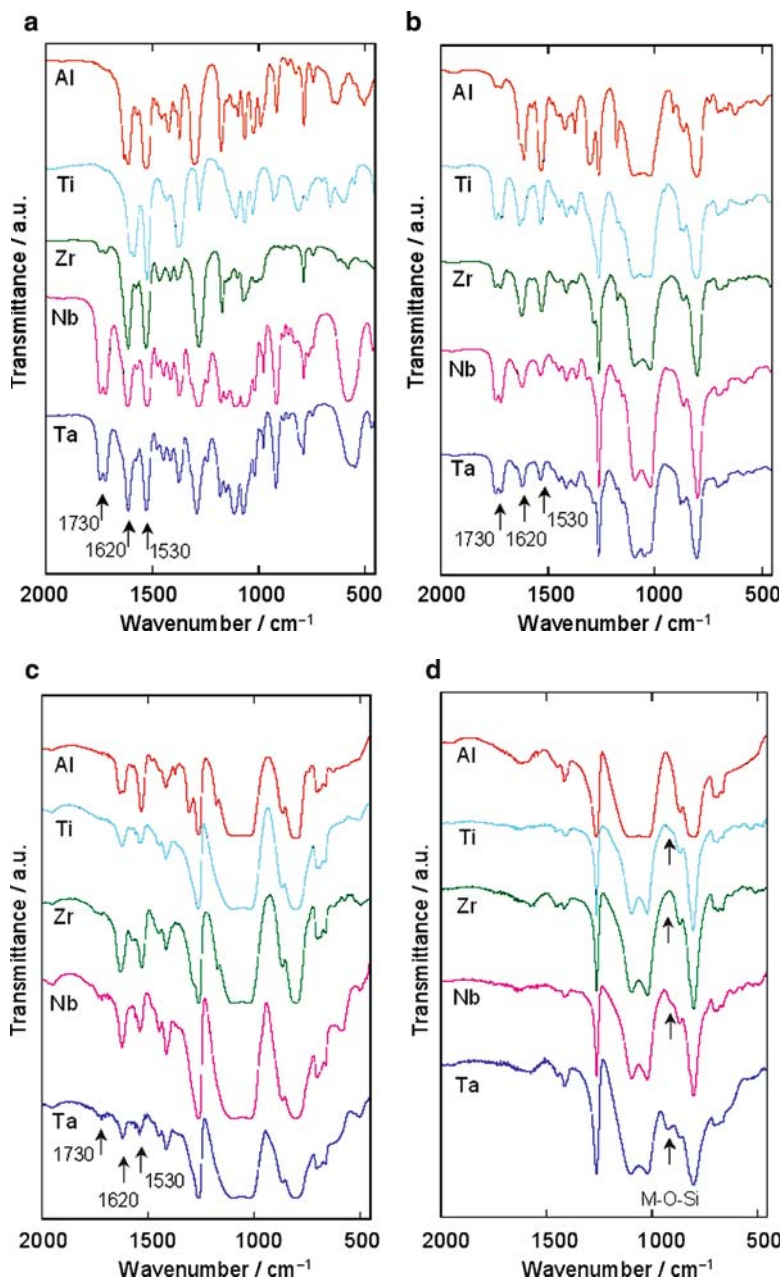 a
Al
Ti
Zr
Nb
Ta
1730
1620
1530
Transmittance / a.u.
2000 1500 1000 500
Wavenumber / cm⁻¹
b
Al
Ti
Zr
Nb
Ta
1730
1620
1530
Transmittance / a.u.
2000 1500 1000 500
Wavenumber / cm⁻¹
c
Al
Ti
Zr
Nb
Ta
1730
1620
1530
Transmittance / a.u.
2000 1500 1000 500
Wavenumber / cm⁻¹
d
Al
Ti
Zr
Nb
Ta
M-O-Si
Transmittance / a.u.
2000 1500 1000 500
Wavenumber / cm⁻¹